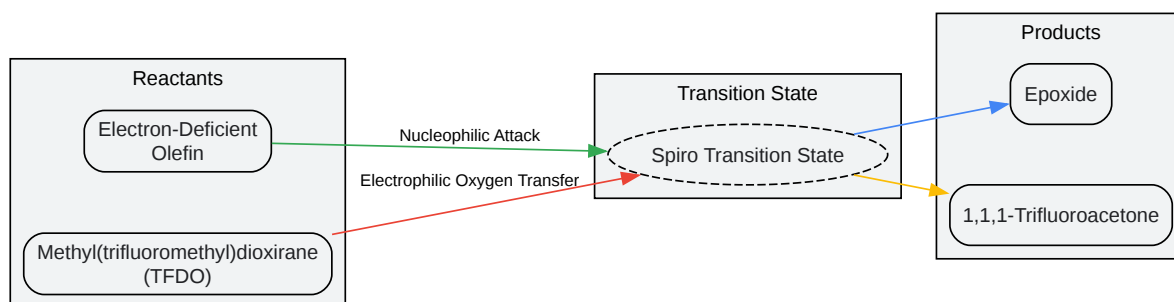 Reactants
Electron-Deficient
Olefin
Methyl(trifluoromethyl)dioxirane
(TFDO)
Nucleophilic Attack
Electrophilic Oxygen Transfer
Transition State
Spiro Transition State
Products
Epoxide
1,1,1-Trifluoroacetone